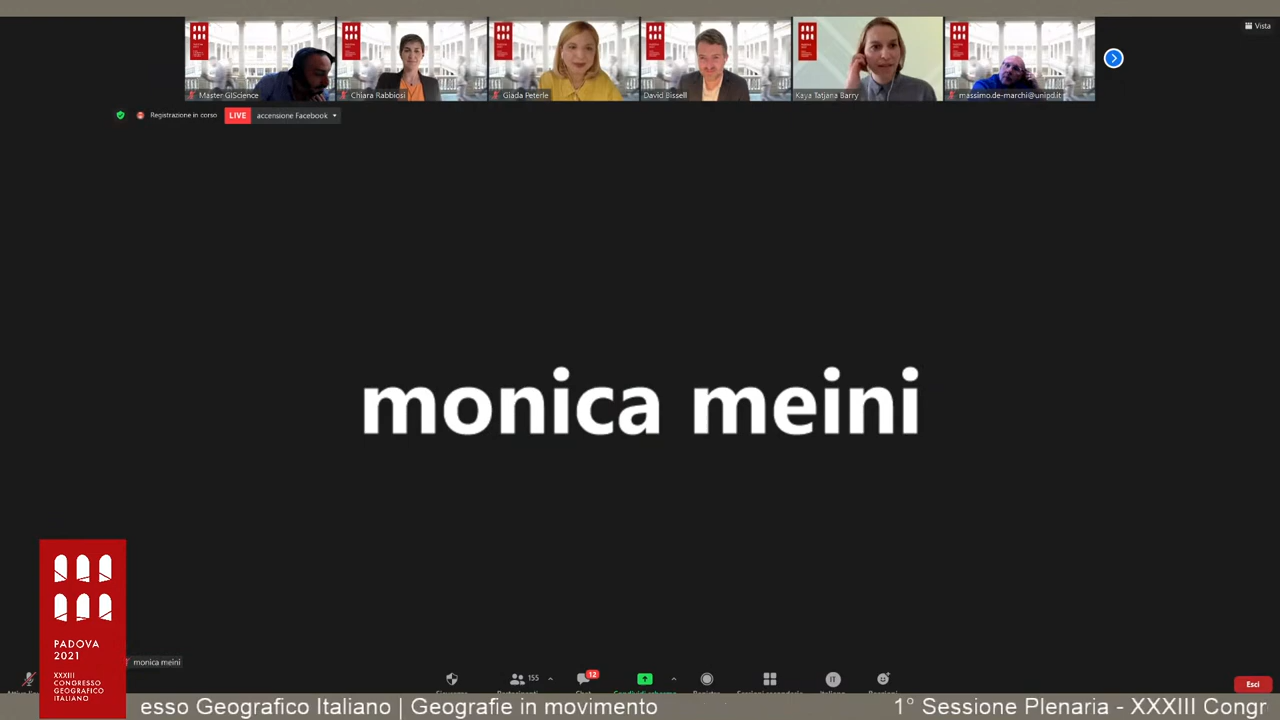 Vista
Master GIScience
Chiara Rabbiosi
Giada Peterle
David Bissell
Kaya Tatjana Barry
massimo.de-marchi@unipd.it
Registrazione in corso
LIVE
accensione Facebook
monica meini
PADOVA
2021
XXXIII
CONGRESSO
GEOGRAFICO
ITALIANO
monica meini
155
12
IT
Esci
esso Geografico Italiano | Geografie in movimento
1° Sessione Plenaria - XXXIII Congr